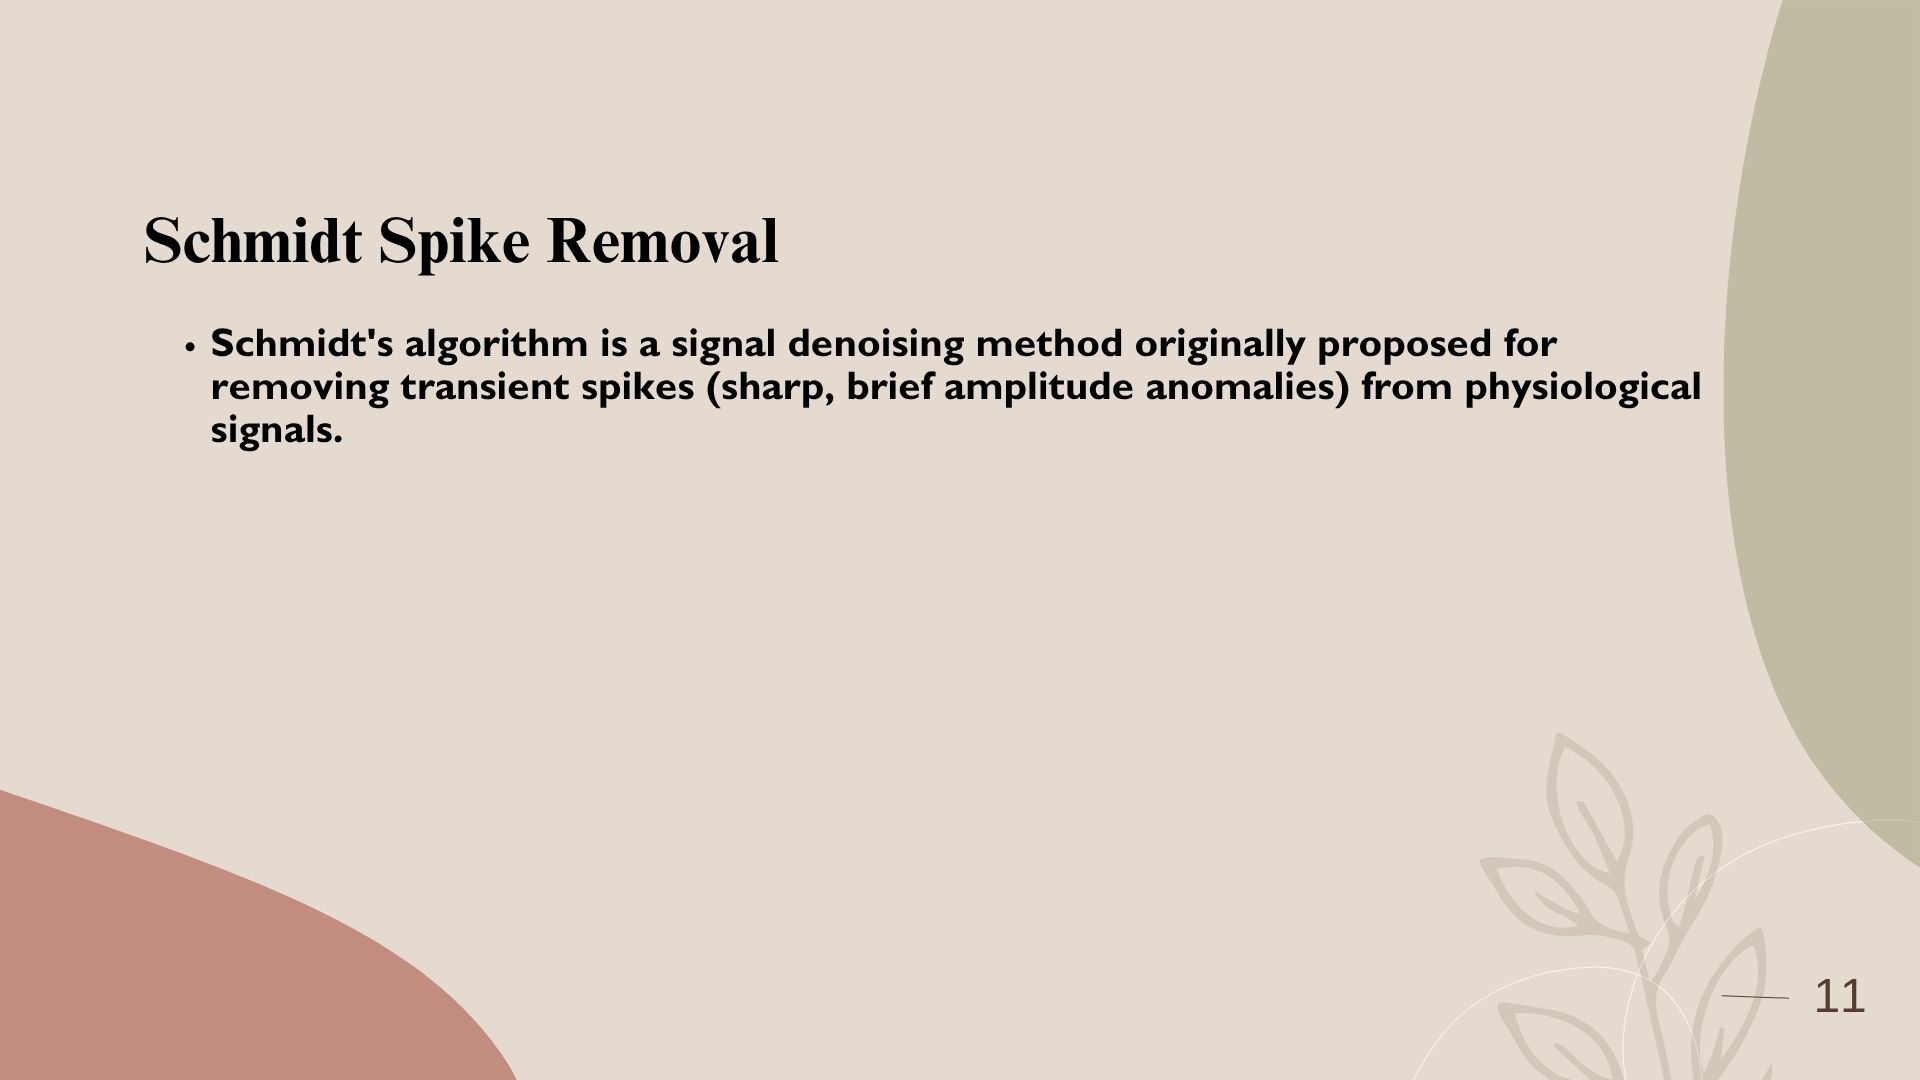 Schmidt Spike Removal
• Schmidt's algorithm is a signal denoising method originally proposed for
removing transient spikes (sharp, brief amplitude anomalies) from physiological
signals.
11